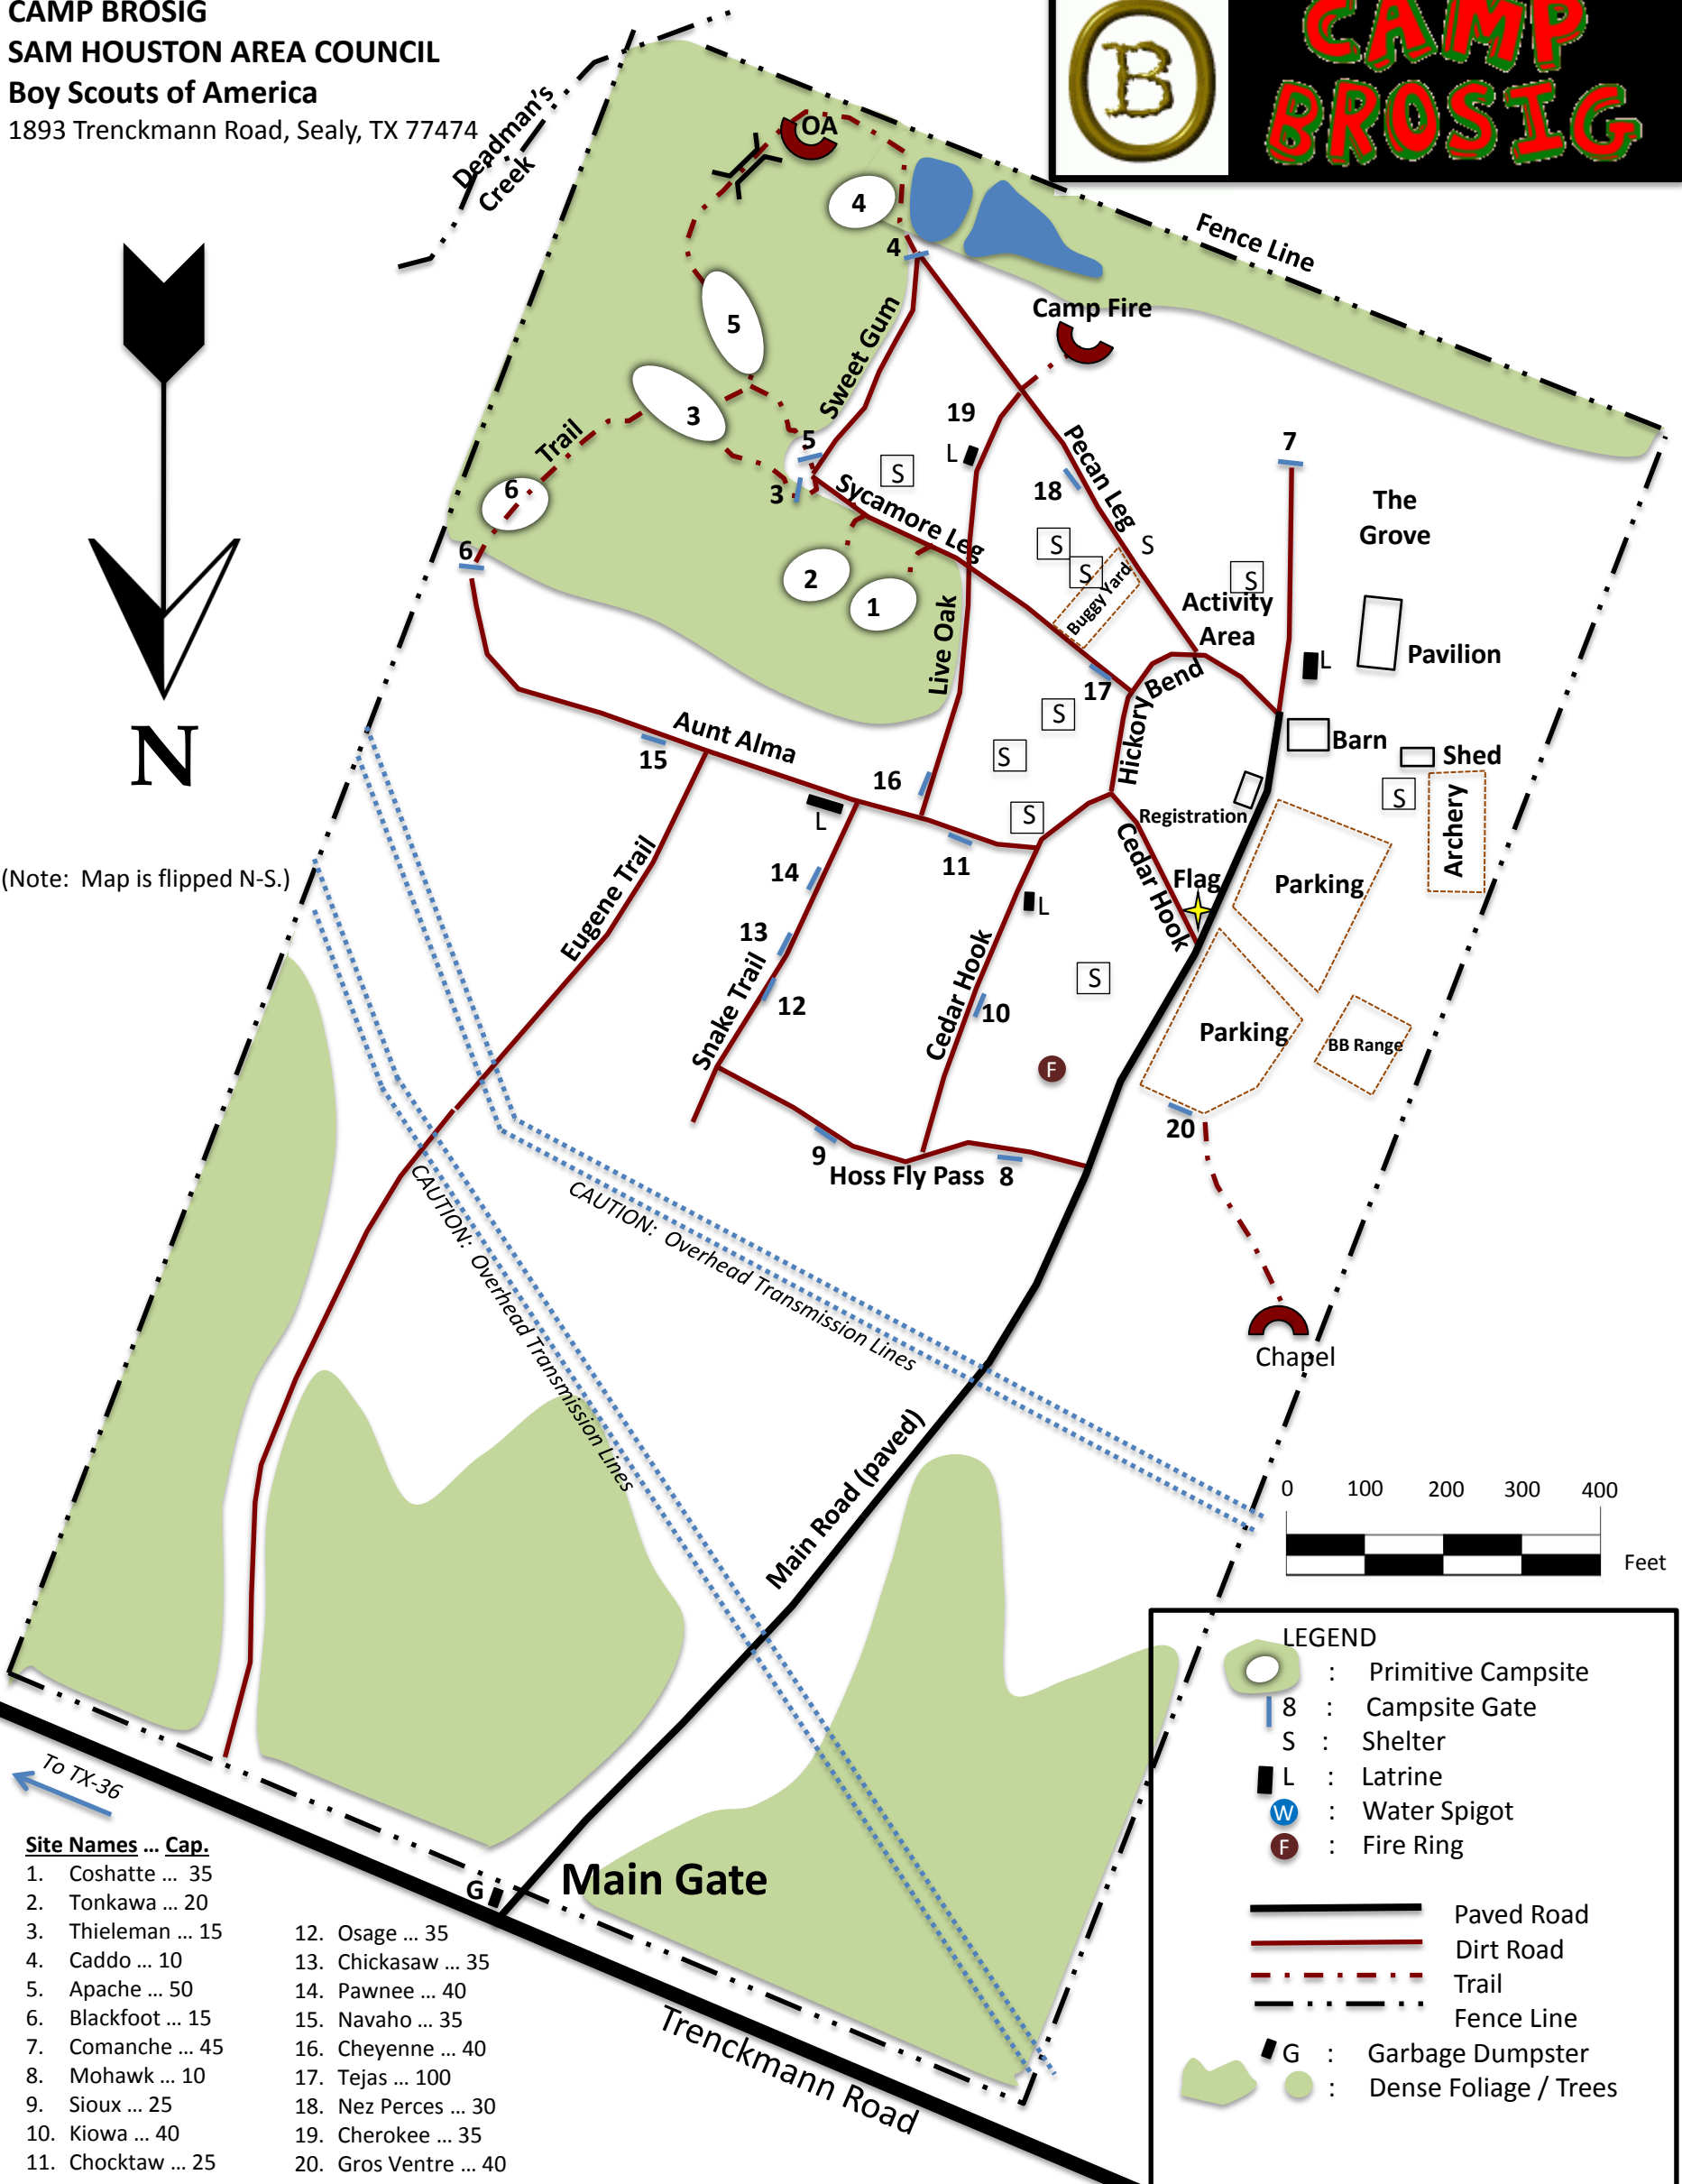 CAMP BROSIG
SAM HOUSTON AREA COUNCIL
Boy Scouts of America
1893 Trenckmann Road, Sealy, TX 77474
B
CAMP
BROSIG
Deadman's
Creek
OA
4
4
Fence Line
Camp Fire
5
Sweet Gum
3
Trail
19
5
L
S
Pecan Leg
7
6
3
Sycamore Leg
18
The
Grove
6
S
S
S
S
2
1
Buggy Yard
Activity
Area
Live Oak
L
Pavilion
17
Hickory
Bend
N
Aunt Alma
S
S
15
16
Barn
Shed
S
Archery
L
S
Registration
(Note: Map is flipped N-S.)
Eugene Trail
14
11
Cedar Hook
Flag
Parking
L
13
Snake Trail
12
Cedar Hook
S
10
Parking
BB Range
F
20
9
Hoss Fly Pass
8
CAUTION: Overhead Transmission Lines
CAUTION: Overhead Transmission Lines
Chapel
Main Road (paved)
0 100 200 300 400
Feet
LEGEND
: Primitive Campsite
8 : Campsite Gate
S : Shelter
L : Latrine
W : Water Spigot
F : Fire Ring
Paved Road
Dirt Road
Trail
Fence Line
G : Garbage Dumpster
: Dense Foliage / Trees
To TX-36
G
Main Gate
Trenckmann Road
Site Names ... Cap.
1. Coshatte ... 35
2. Tonkawa ... 20
3. Thieleman ... 15
4. Caddo ... 10
5. Apache ... 50
6. Blackfoot ... 15
7. Comanche ... 45
8. Mohawk ... 10
9. Sioux ... 25
10. Kiowa ... 40
11. Chocktaw ... 25
12. Osage ... 35
13. Chickasaw ... 35
14. Pawnee ... 40
15. Navaho ... 35
16. Cheyenne ... 40
17. Tejas ... 100
18. Nez Perces ... 30
19. Cherokee ... 35
20. Gros Ventre ... 40